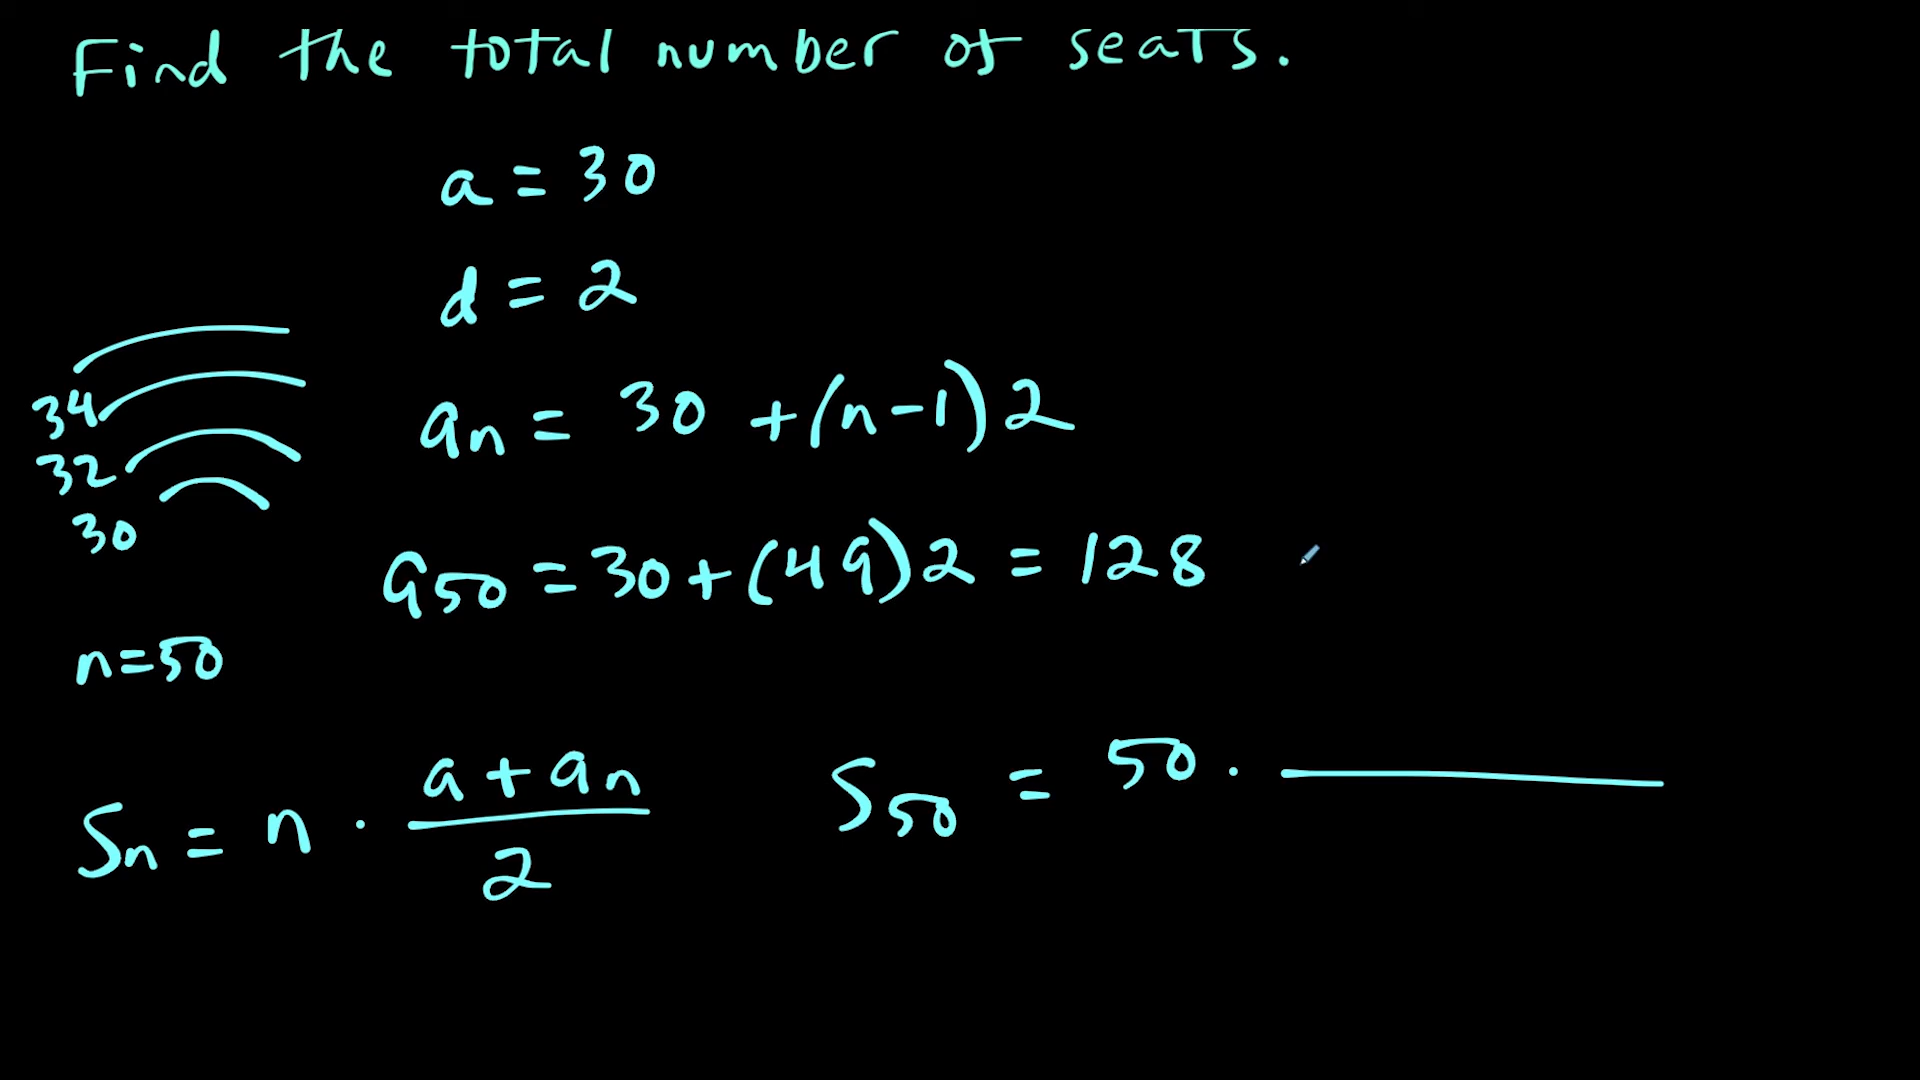 Find the total number of seats.
a = 30
d = 2
34
32
30
aₙ = 30 + (n-1)2
a₅₀ = 30 + (49)2 = 128
n=50
Sₙ = n · (a + aₙ)/2
S₅₀ = 50 ·